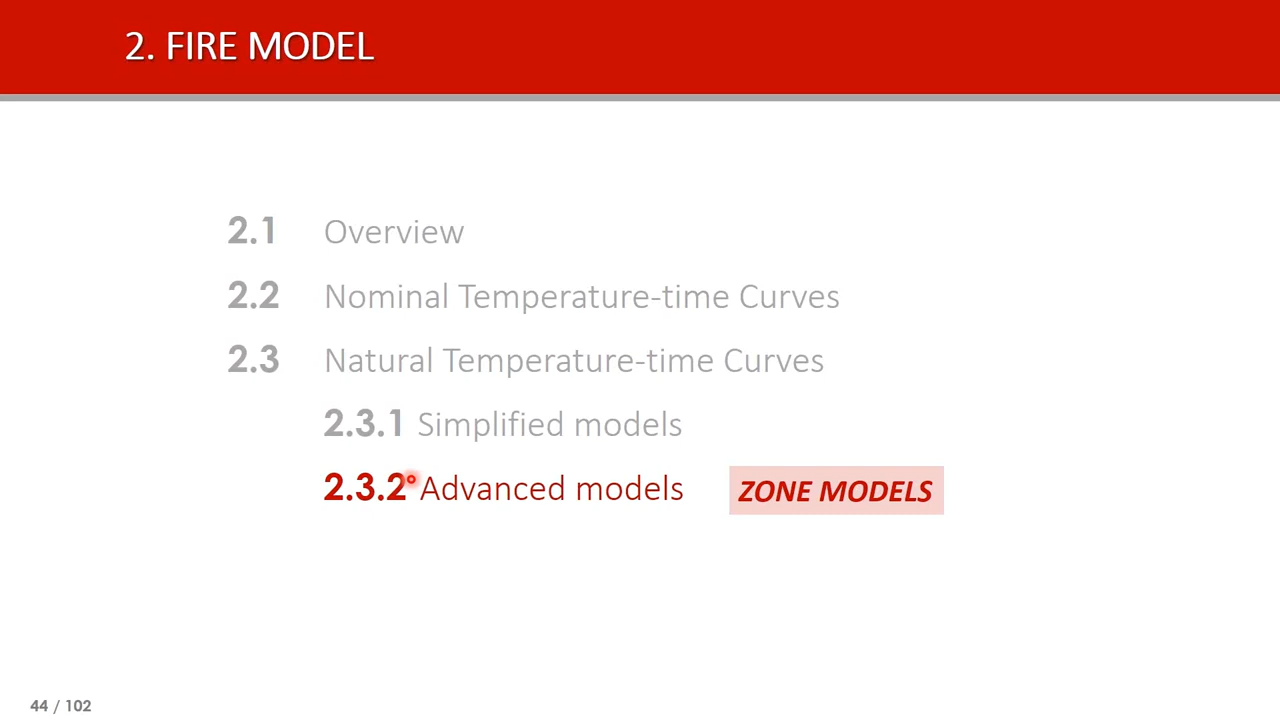 2. FIRE MODEL
2.1 Overview
2.2 Nominal Temperature-time Curves
2.3 Natural Temperature-time Curves
2.3.1 Simplified models
2.3.2 Advanced models ZONE MODELS
44 / 102